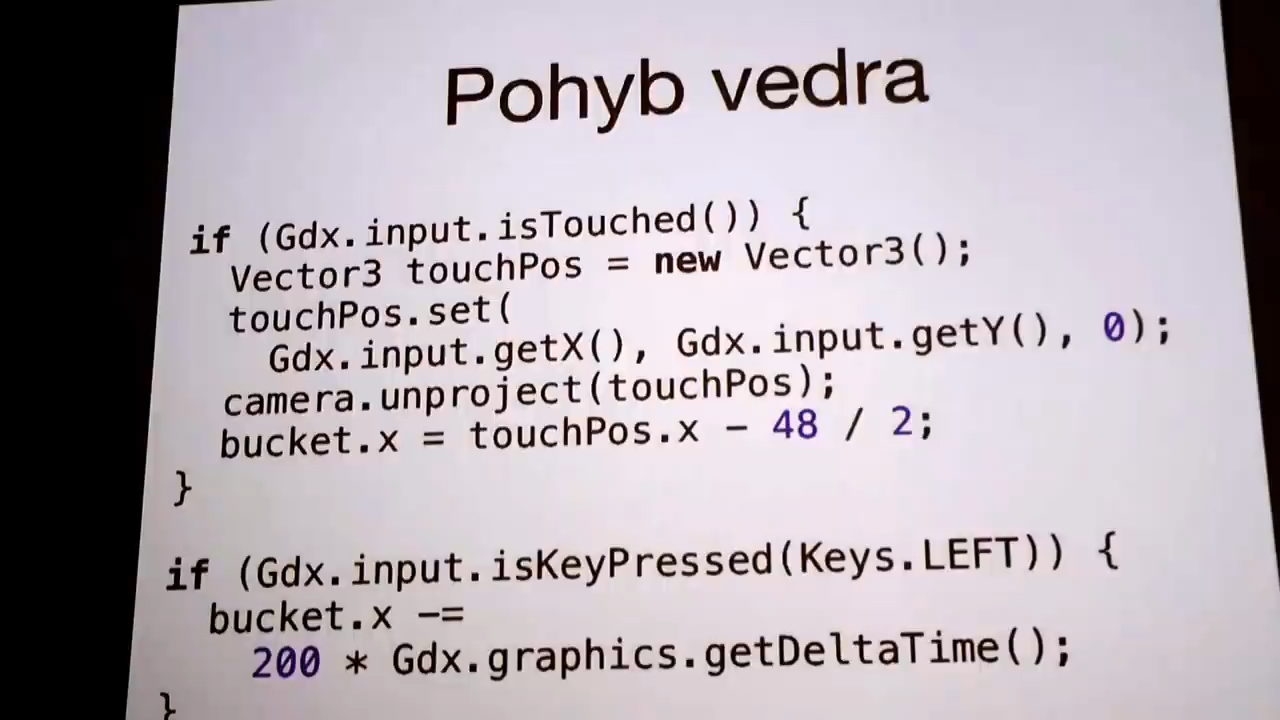 Pohyb vedra
if (Gdx.input.isTouched()) {
Vector3 touchPos = new Vector3();
touchPos.set(
Gdx.input.getX(), Gdx.input.getY(), 0);
camera.unproject(touchPos);
bucket.x = touchPos.x - 48 / 2;
}
if (Gdx.input.isKeyPressed(Keys.LEFT)) {
bucket.x -=
200 * Gdx.graphics.getDeltaTime();
}